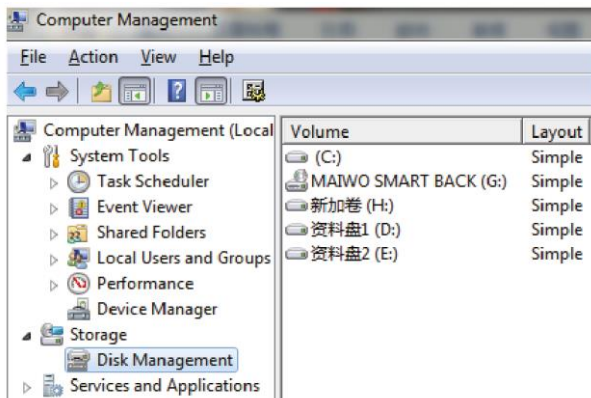 Computer Management
File Action View Help
Computer Management (Local
System Tools
Task Scheduler
Event Viewer
Shared Folders
Local Users and Groups
Performance
Device Manager
Storage
Disk Management
Services and Applications
Volume Layout
(C:) Simple
MAIWO SMART BACK (G:) Simple
新加卷 (H:) Simple
资料盘1 (D:) Simple
资料盘2 (E:) Simple